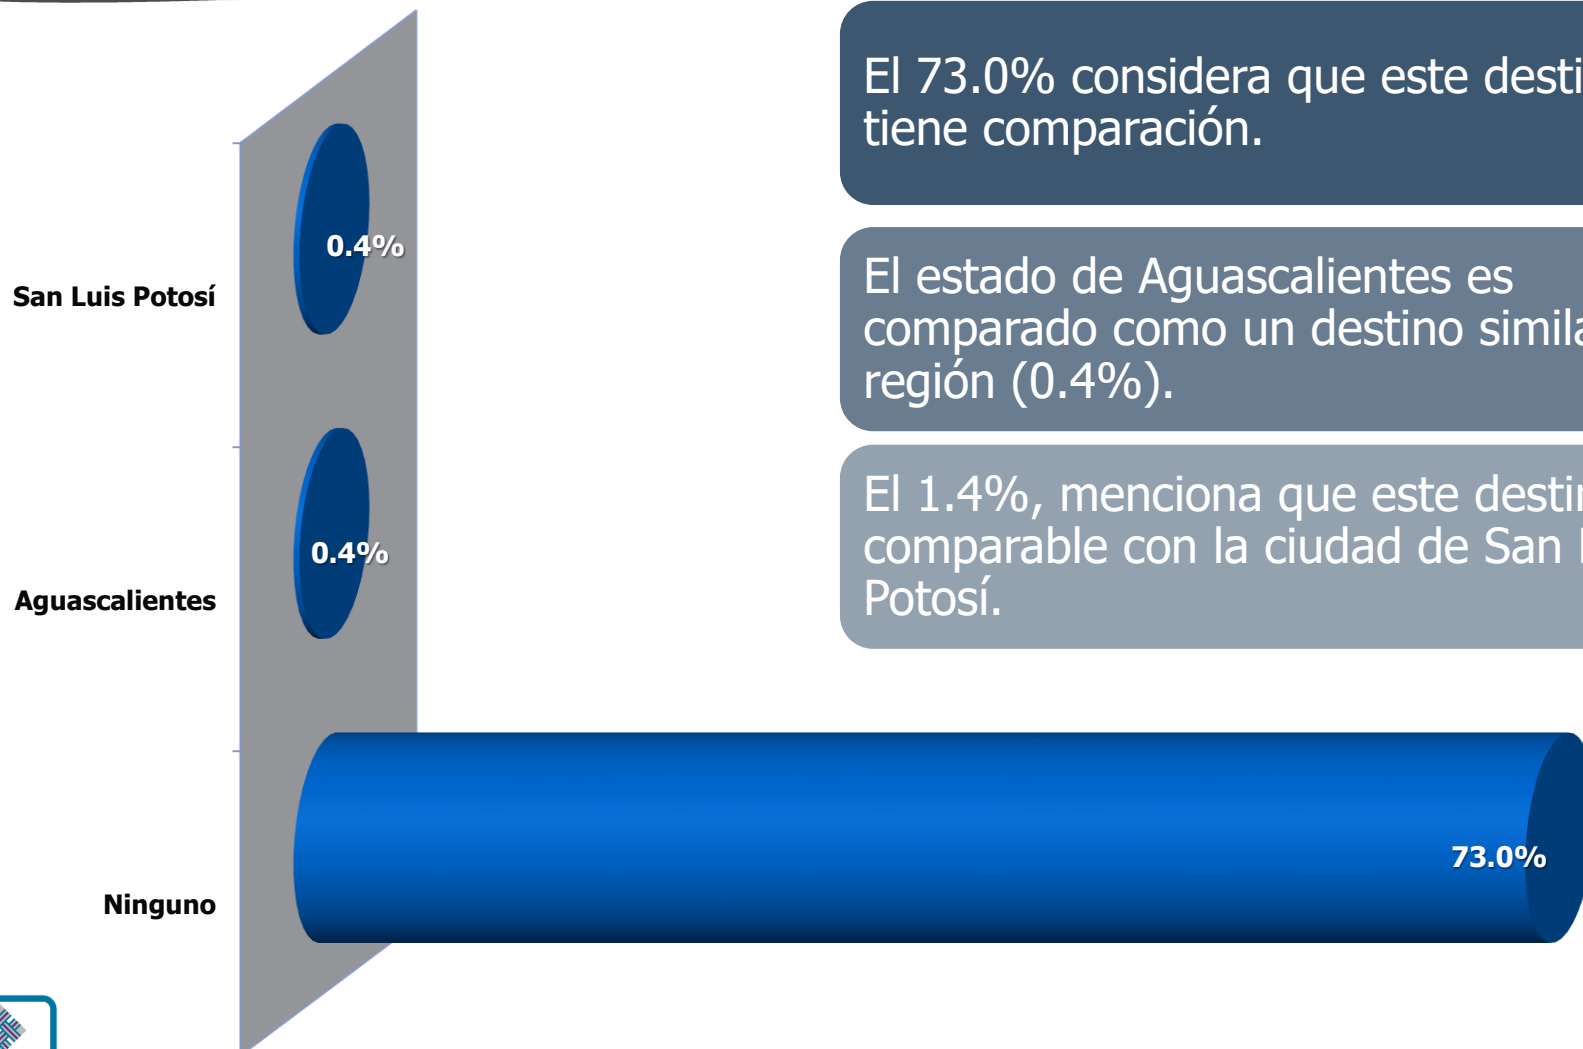 El 73.0% considera que este desti
tiene comparación.
El estado de Aguascalientes es
comparado como un destino simila
región (0.4%).
El 1.4%, menciona que este destin
comparable con la ciudad de San
Potosí.
San Luis Potosí
0.4%
Aguascalientes
0.4%
Ninguno
73.0%